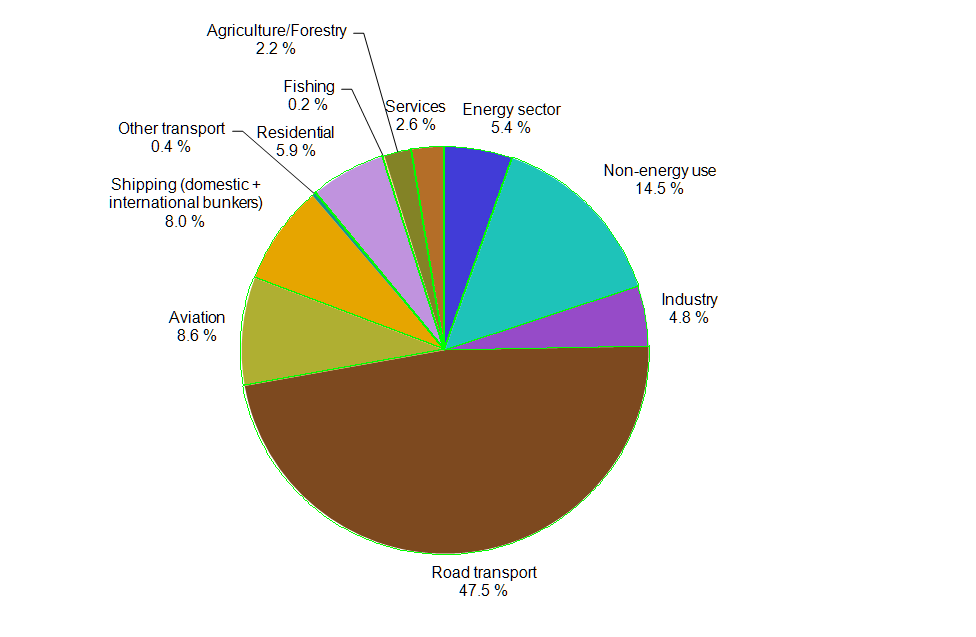 Agriculture/Forestry
2.2 %
Fishing
0.2 %
Services
2.6 %
Energy sector
5.4 %
Other transport
0.4 %
Residential
5.9 %
Non-energy use
14.5 %
Shipping (domestic +
international bunkers)
8.0 %
Industry
4.8 %
Aviation
8.6 %
Road transport
47.5 %